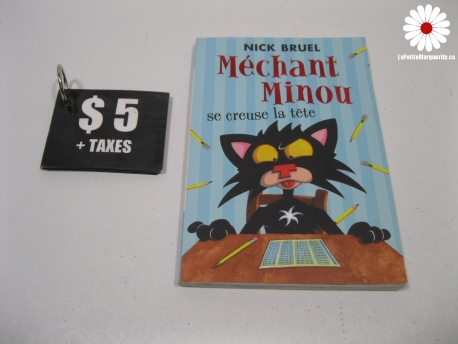 NICK BRUEL
Méchant
Minou
se creuse la tête
$ 5
+ TAXES
LaPetiteMarguerite.ca